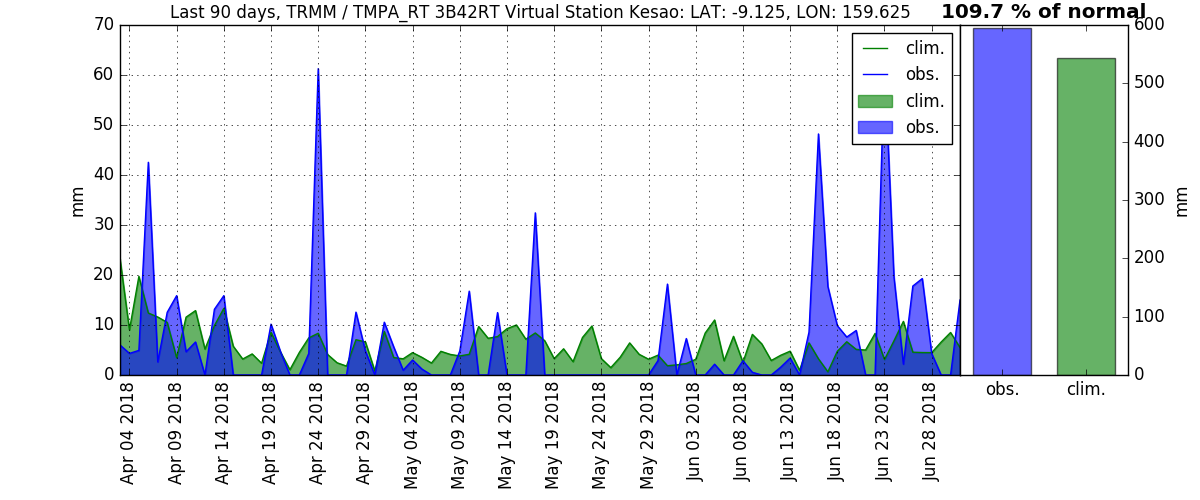 Last 90 days, TRMM / TMPA_RT 3B42RT Virtual Station Kesao: LAT: -9.125, LON: 159.625
109.7 % of normal
70
60
50
40
30
20
10
0
mm
clim.
obs.
clim.
obs.
600
500
400
300
200
100
0
mm
Apr 04 2018
Apr 09 2018
Apr 14 2018
Apr 19 2018
Apr 24 2018
Apr 29 2018
May 04 2018
May 09 2018
May 14 2018
May 19 2018
May 24 2018
May 29 2018
Jun 03 2018
Jun 08 2018
Jun 13 2018
Jun 18 2018
Jun 23 2018
Jun 28 2018
obs.
clim.